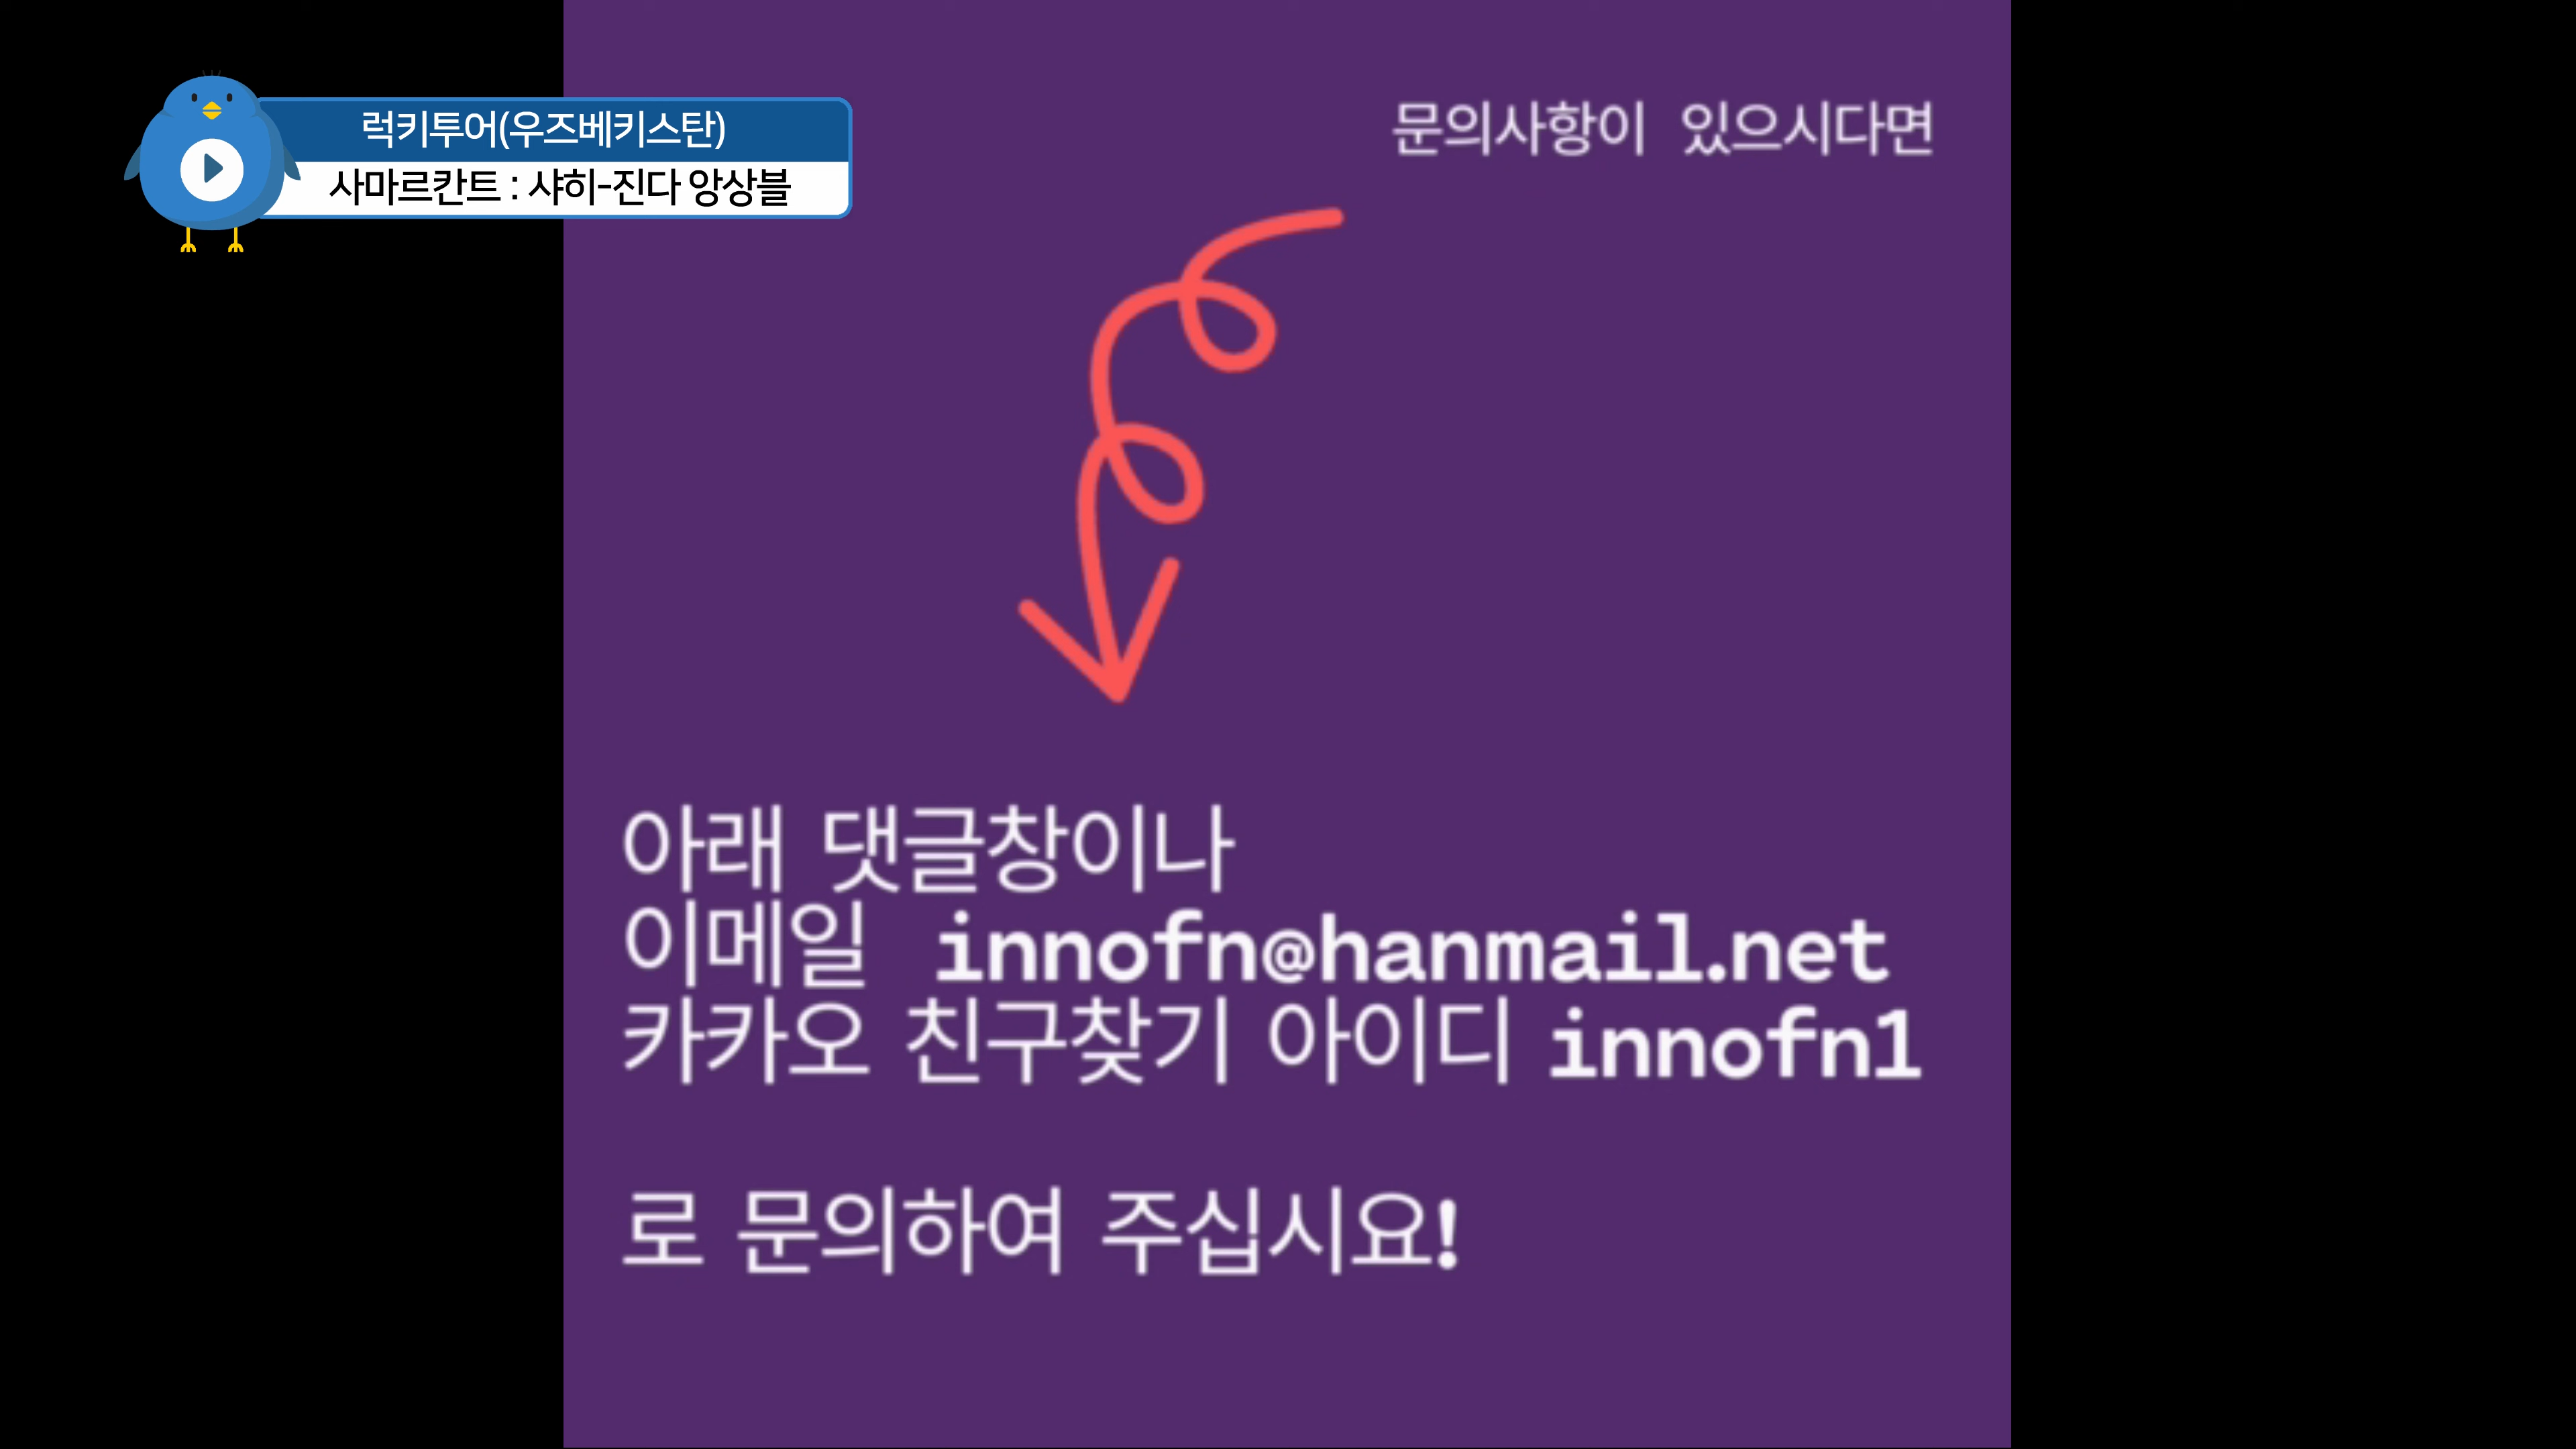 럭키투어(우즈베키스탄)
사마르칸트 : 샤히-진다 앙상블
문의사항이 있으시다면
아래 댓글창이나
이메일 innofn@hanmail.net
카카오 친구찾기 아이디 innofn1
로 문의하여 주십시요!